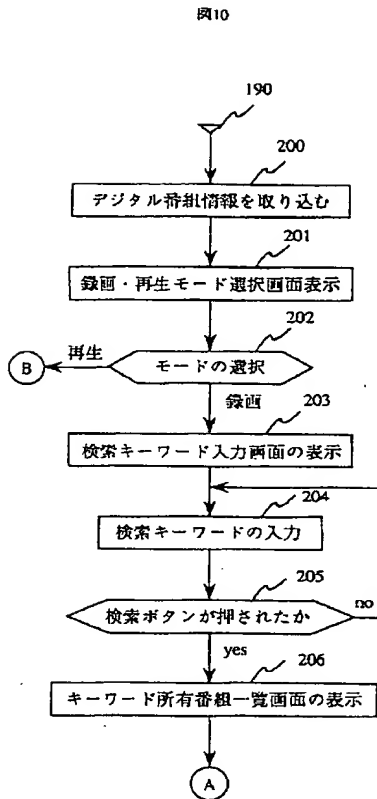 図10
190
200
デジタル番組情報を取り込む
201
録画・再生モード選択画面表示
202
B
再生
モードの選択
録画
203
検索キーワード入力画面の表示
204
検索キーワードの入力
205
検索ボタンが押されたか
no
yes
206
キーワード所有番組一覧画面の表示
A